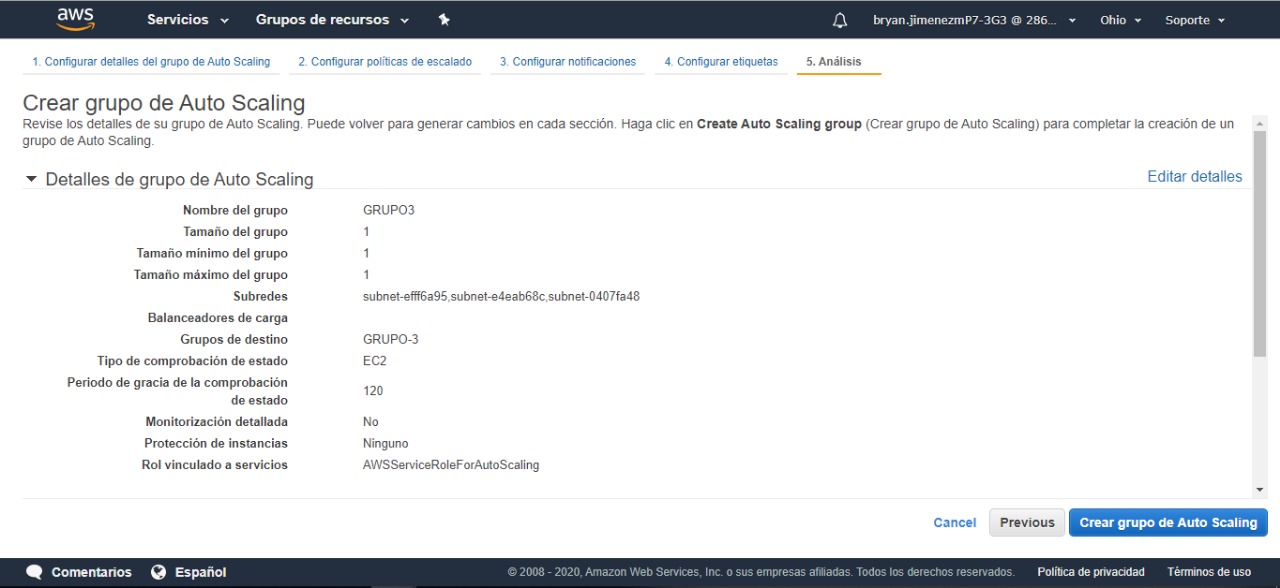 aws Servicios Grupos de recursos bryan.jimenezmP7-3G3 @ 286... Ohio Soporte
1. Configurar detalles del grupo de Auto Scaling 2. Configurar políticas de escalado 3. Configurar notificaciones 4. Configurar etiquetas 5. Análisis
Crear grupo de Auto Scaling
Revise los detalles de su grupo de Auto Scaling. Puede volver para generar cambios en cada sección. Haga clic en Create Auto Scaling group (Crear grupo de Auto Scaling) para completar la creación de un
grupo de Auto Scaling.
Detalles de grupo de Auto Scaling Editar detalles
Nombre del grupo GRUPO3
Tamaño del grupo 1
Tamaño mínimo del grupo 1
Tamaño máximo del grupo 1
Subredes subnet-efff6a95,subnet-e4eab68c,subnet-0407fa48
Balanceadores de carga
Grupos de destino GRUPO-3
Tipo de comprobación de estado EC2
Periodo de gracia de la comprobación
de estado 120
Monitorización detallada No
Protección de instancias Ninguno
Rol vinculado a servicios AWSServiceRoleForAutoScaling
Cancel Previous Crear grupo de Auto Scaling
Comentarios Español © 2008 - 2020, Amazon Web Services, Inc. o sus empresas afiliadas. Todos los derechos reservados. Política de privacidad Términos de uso